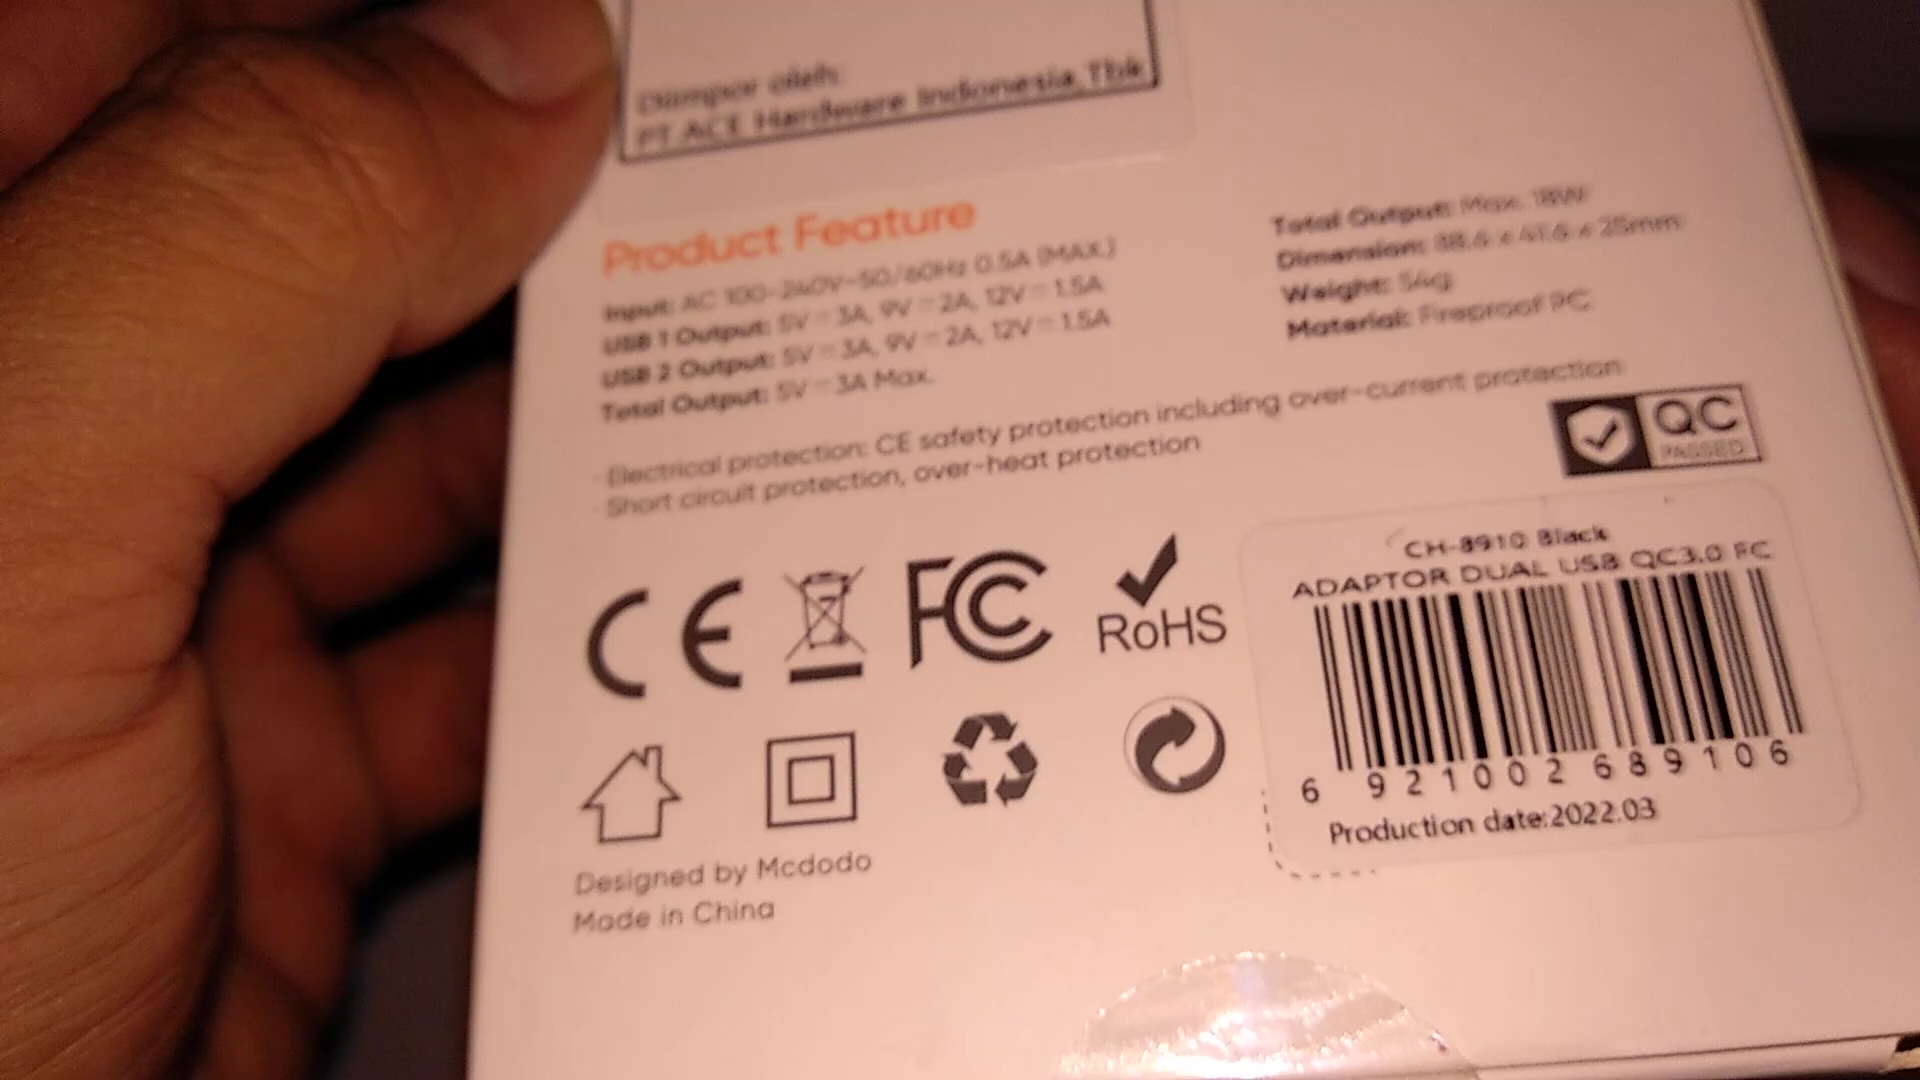 Diimpor oleh:
PT ACE Hardware Indonesia, Tbk
Product Feature
Input: AC 100-240V~50/60Hz 0.5A (MAX.)
USB 1 Output: 5V⎓3A, 9V⎓2A, 12V⎓1.5A
USB 2 Output: 5V⎓3A, 9V⎓2A, 12V⎓1.5A
Total Output: 5V⎓3A Max.
Total Output: Max. 18W
Dimension: 88.6 x 41.6 x 25mm
Weight: 54g
Material: Fireproof PC
· Electrical protection: CE safety protection including over-current protection
· Short circuit protection, over-heat protection
QC
PASSED
CE
FC
RoHS
CH-8910 Black
ADAPTOR DUAL USB QC3.0 FC
6 921002 689106
Production date:2022.03
Designed by Mcdodo
Made in China